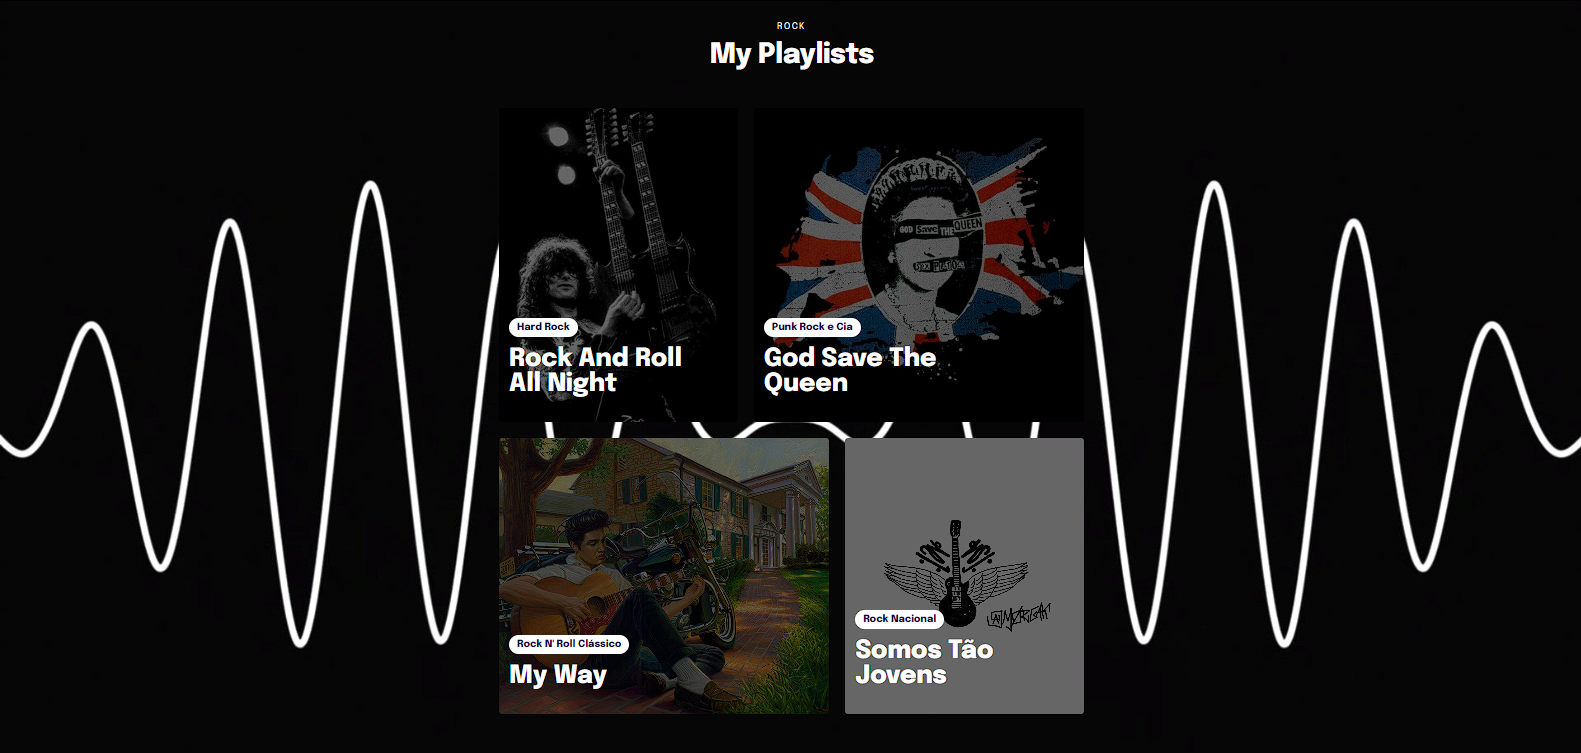 ROCK
My Playlists
GOD Save THE QUEEN
SEX PISTOLS
Hard Rock
Rock And Roll
All Night
Punk Rock e Cia
God Save The
Queen
Rock N' Roll Clássico
My Way
Rock Nacional
Somos Tão
Jovens